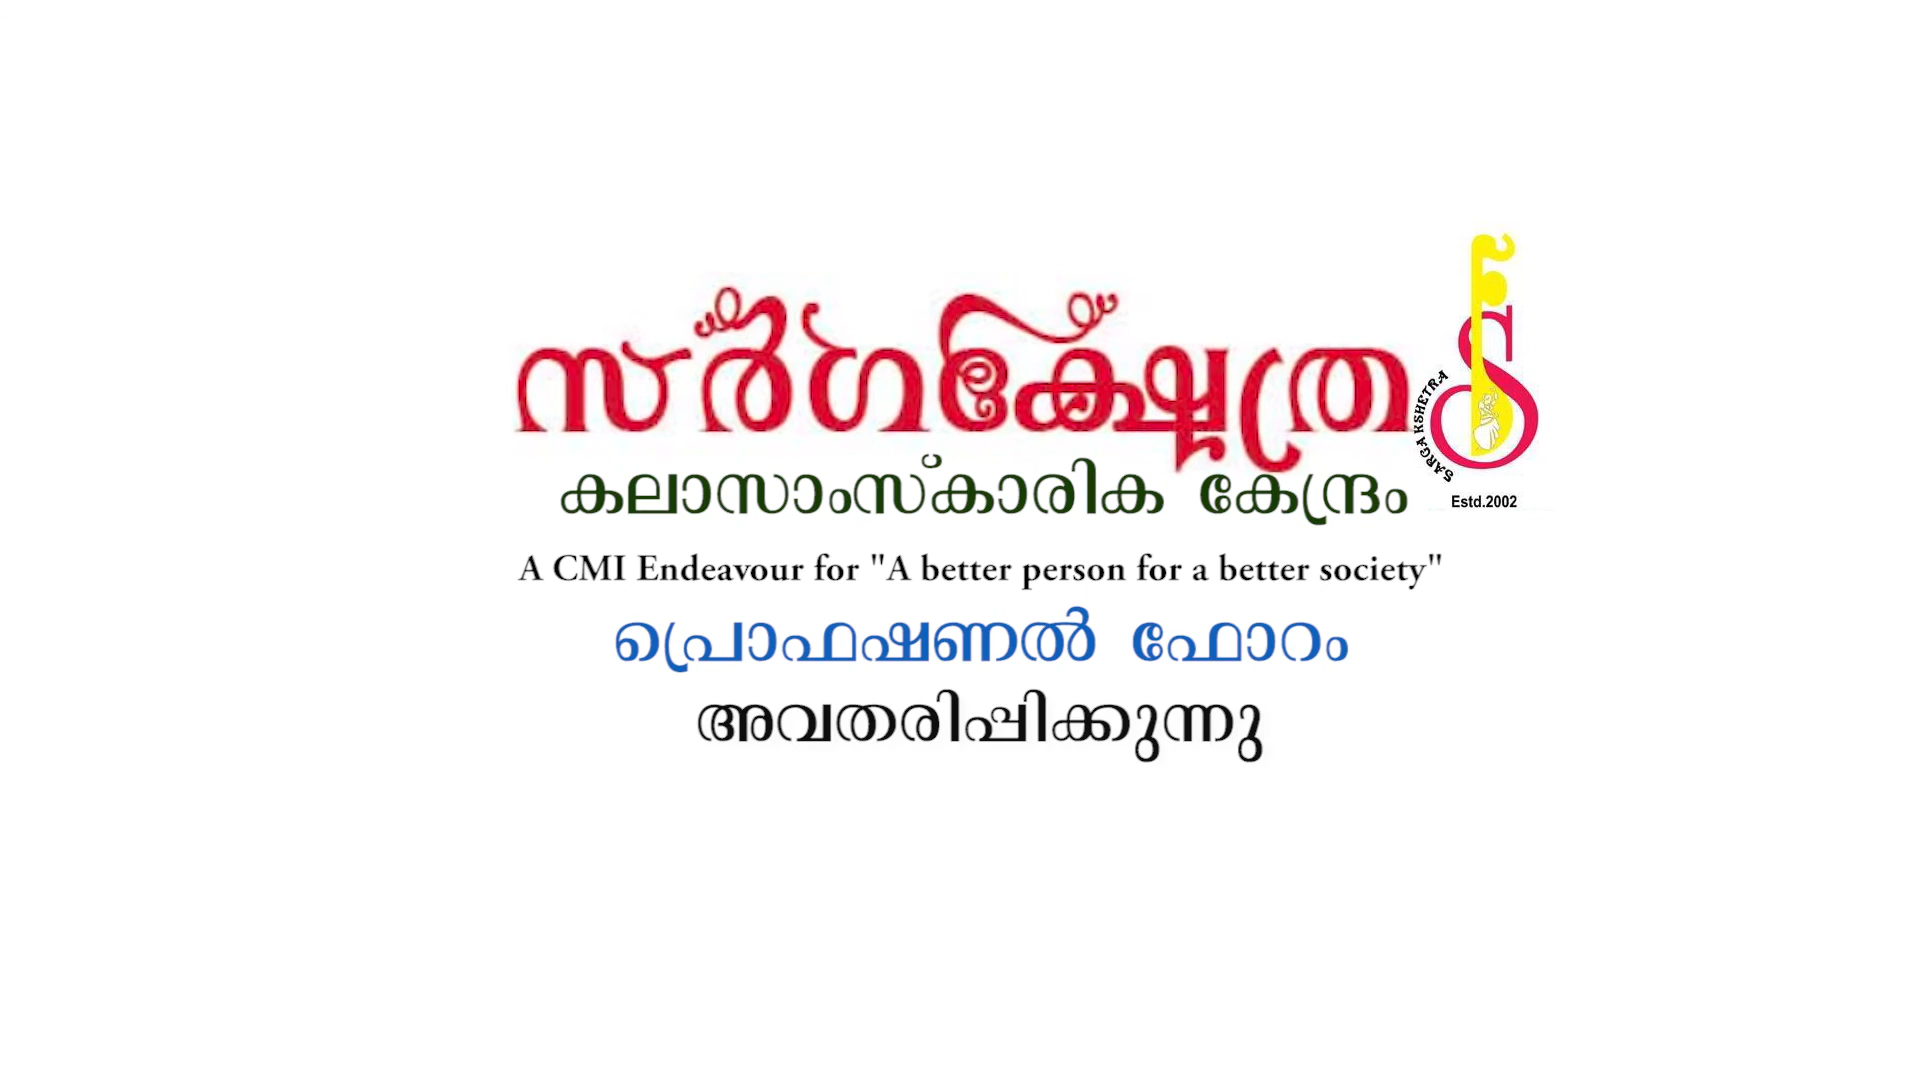 സർഗക്ഷേത്ര
SARGAKSHETRA
കലാസാംസ്കാരിക കേന്ദ്രം
Estd.2002
A CMI Endeavour for "A better person for a better society"
പ്രൊഫഷണൽ ഫോറം
അവതരിപ്പിക്കുന്നു